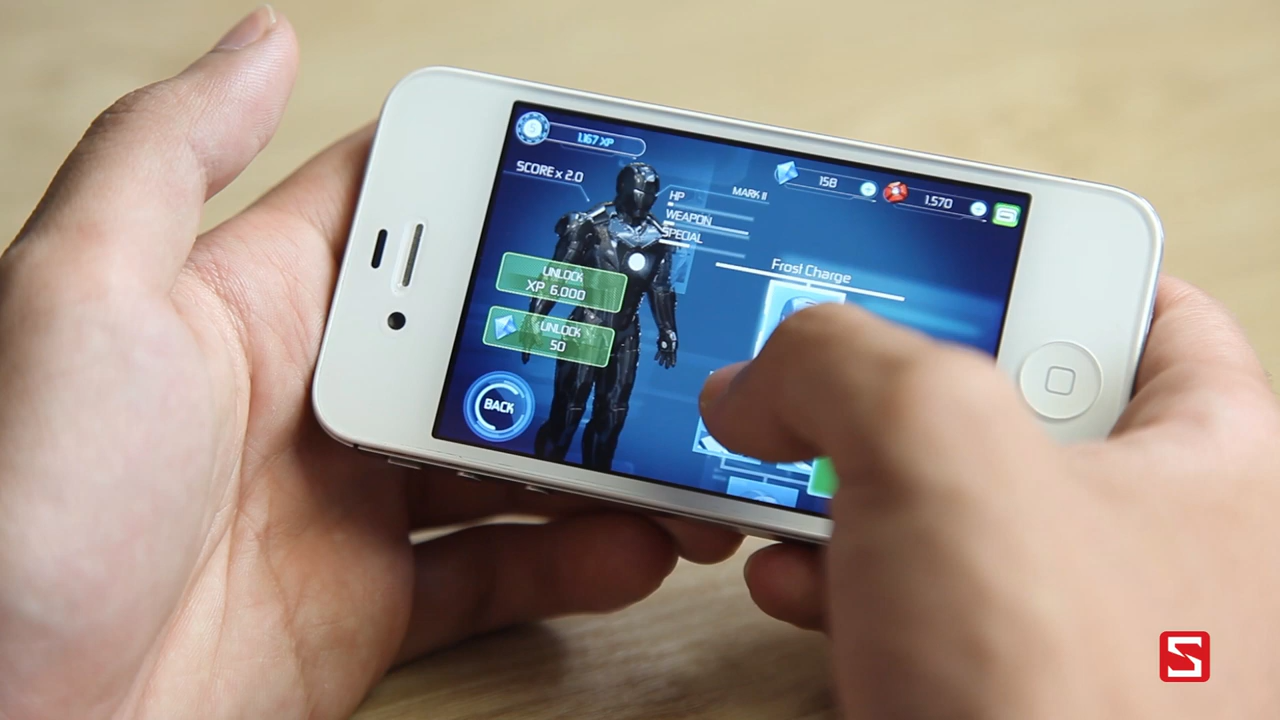 1.167 XP
SCORE x 2.0
158
1.570
HP
MARK II
WEAPON
SPECIAL
Frost Charge
UNLOCK
XP 6.000
UNLOCK
50
BACK
S